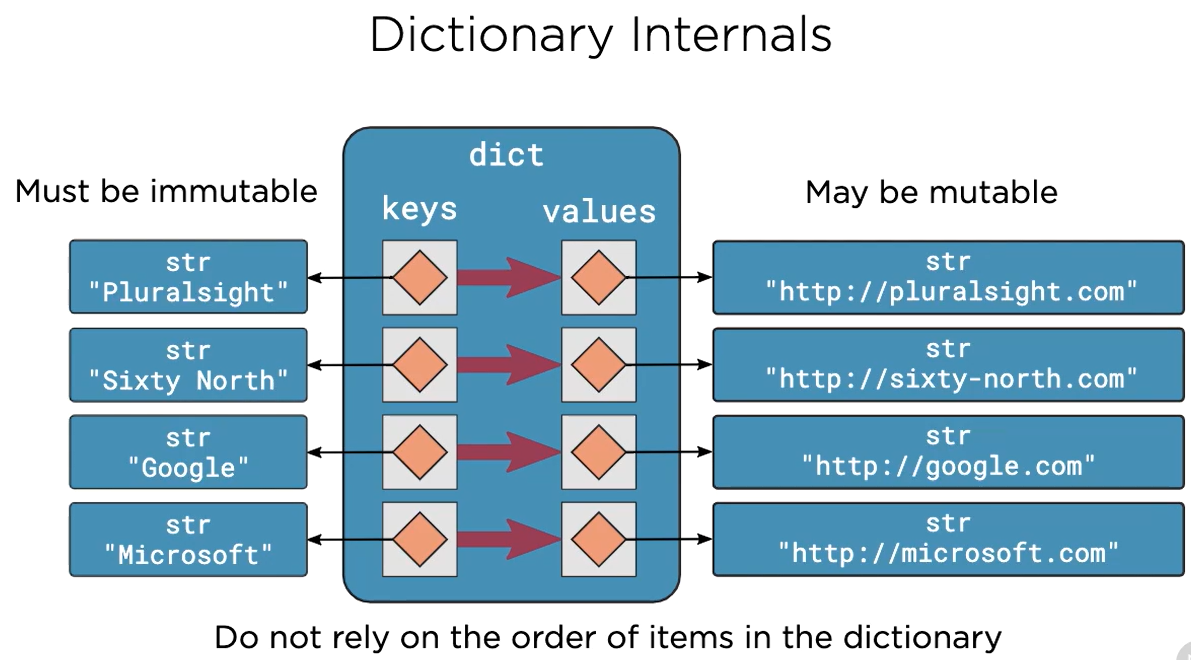 Dictionary Internals
dict
Must be immutable
keys
values
May be mutable
str
"Pluralsight"
str
"http://pluralsight.com"
str
"Sixty North"
str
"http://sixty-north.com"
str
"Google"
str
"http://google.com"
str
"Microsoft"
str
"http://microsoft.com"
Do not rely on the order of items in the dictionary